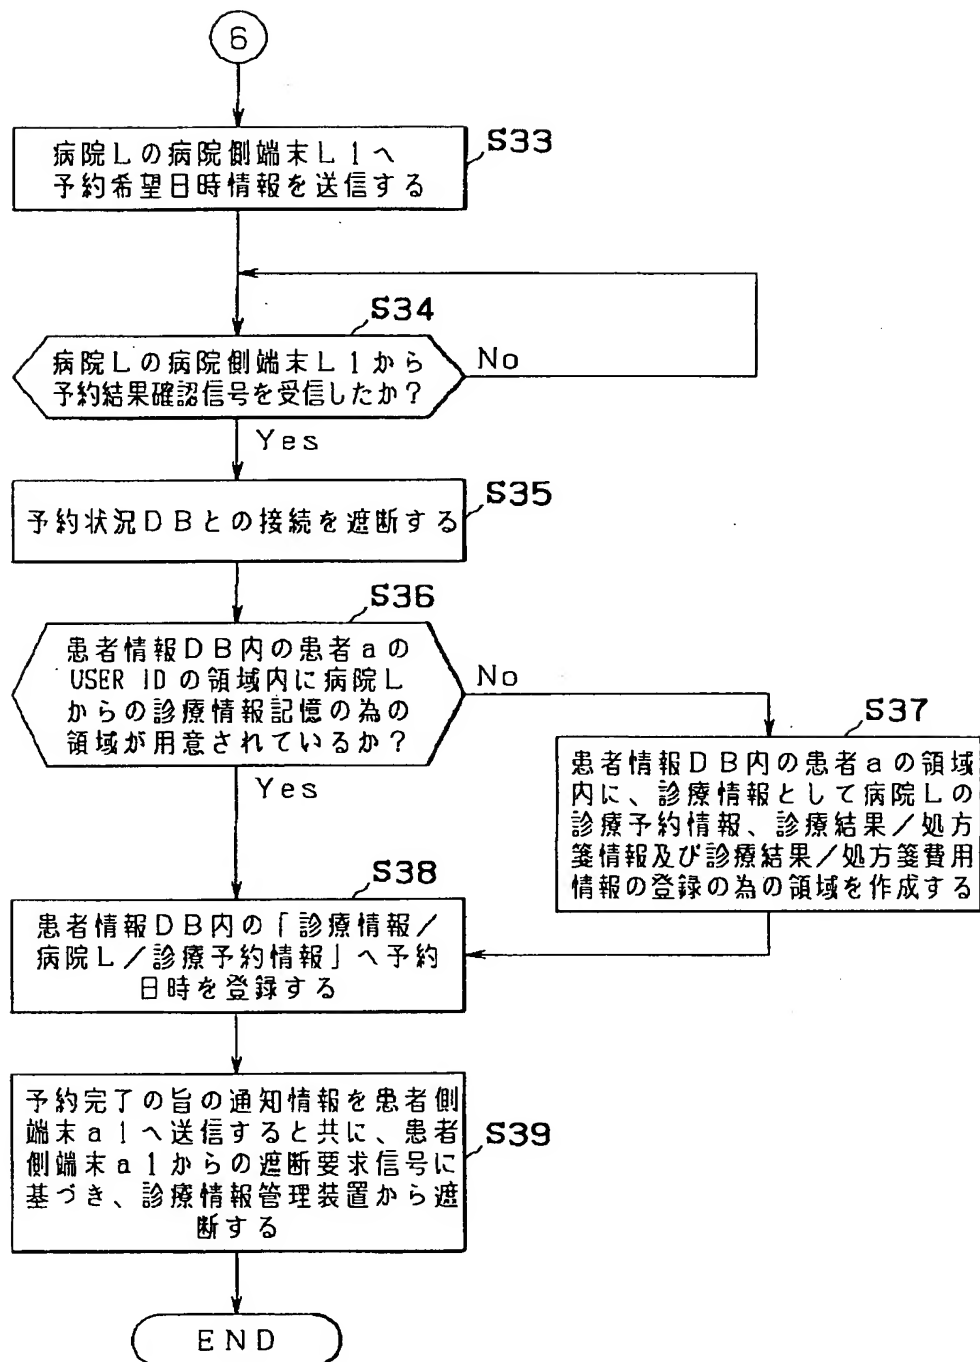 6
S33
病院Lの病院側端末L1へ
予約希望日時情報を送信する
S34
病院Lの病院側端末L1から
予約結果確認信号を受信したか?
No
Yes
S35
予約状況DBとの接続を遮断する
S36
患者情報DB内の患者aの
USER IDの領域内に病院L
からの診療情報記憶の為の
領域が用意されているか?
No
Yes
S37
患者情報DB内の患者aの領域
内に、診療情報として病院Lの
診療予約情報、診療結果/処方
箋情報及び診療結果/処方箋費用
情報の登録の為の領域を作成する
S38
患者情報DB内の「診療情報/
病院L/診療予約情報」へ予約
日時を登録する
S39
予約完了の旨の通知情報を患者側
端末a1へ送信すると共に、患者
側端末a1からの遮断要求信号に
基づき、診療情報管理装置から遮
断する
END